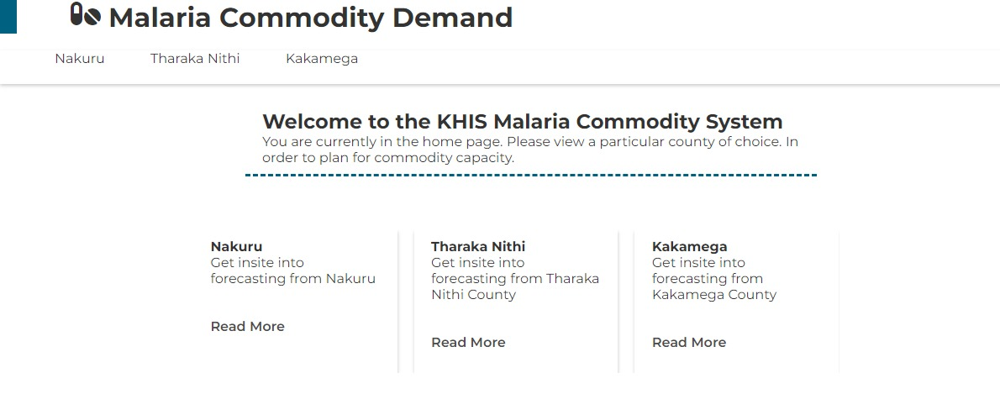 Malaria Commodity Demand
Nakuru
Tharaka Nithi
Kakamega
Welcome to the KHIS Malaria Commodity System
You are currently in the home page. Please view a particular county of choice. In
order to plan for commodity capacity.
Nakuru
Get insite into
forecasting from Nakuru
Read More
Tharaka Nithi
Get insite into
forecasting from Tharaka
Nithi County
Read More
Kakamega
Get insite into
forecasting from
Kakamega County
Read More